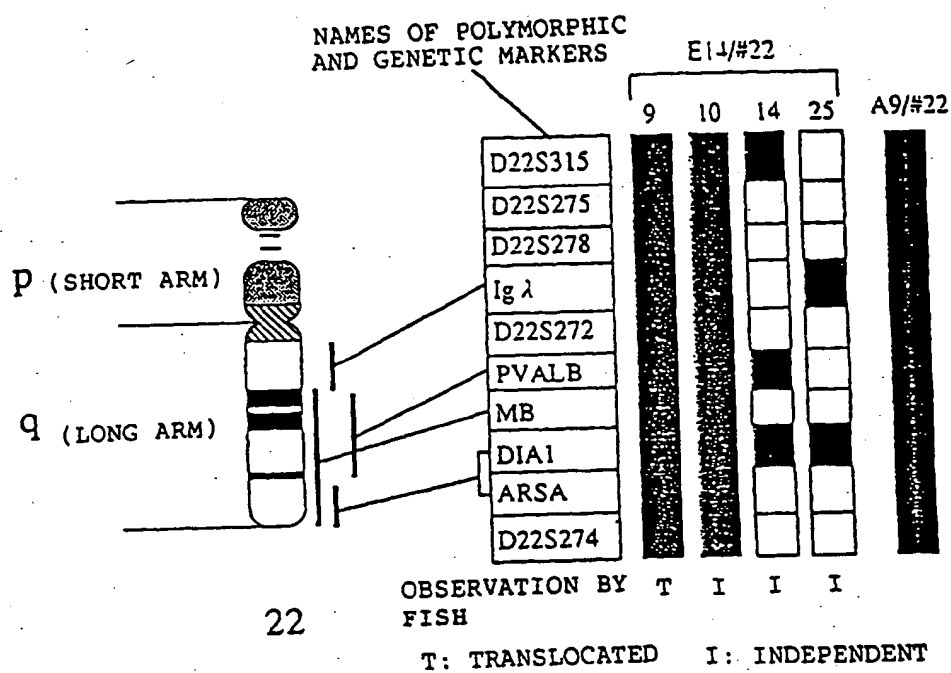 NAMES OF POLYMORPHIC
AND GENETIC MARKERS
E14/#22
9 10 14 25 A9/#22
D22S315
D22S275
D22S278
Ig λ
D22S272
PVALB
MB
DIA1
ARSA
D22S274
p (SHORT ARM)
q (LONG ARM)
22
OBSERVATION BY T I I I
FISH
T: TRANSLOCATED I: INDEPENDENT